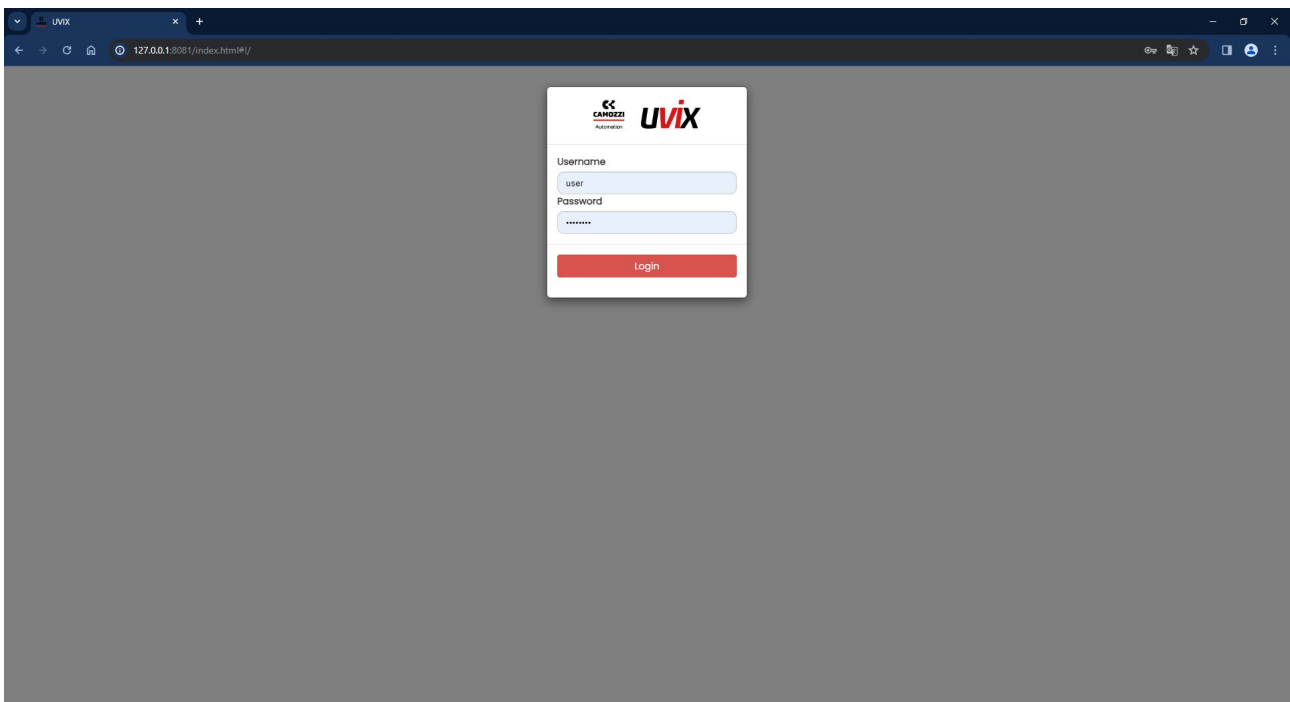 UVIX
127.0.0.1:8081/index.html#!/
CAMOZZI
Automation
UVIX
Username
user
Password
••••••••
Login